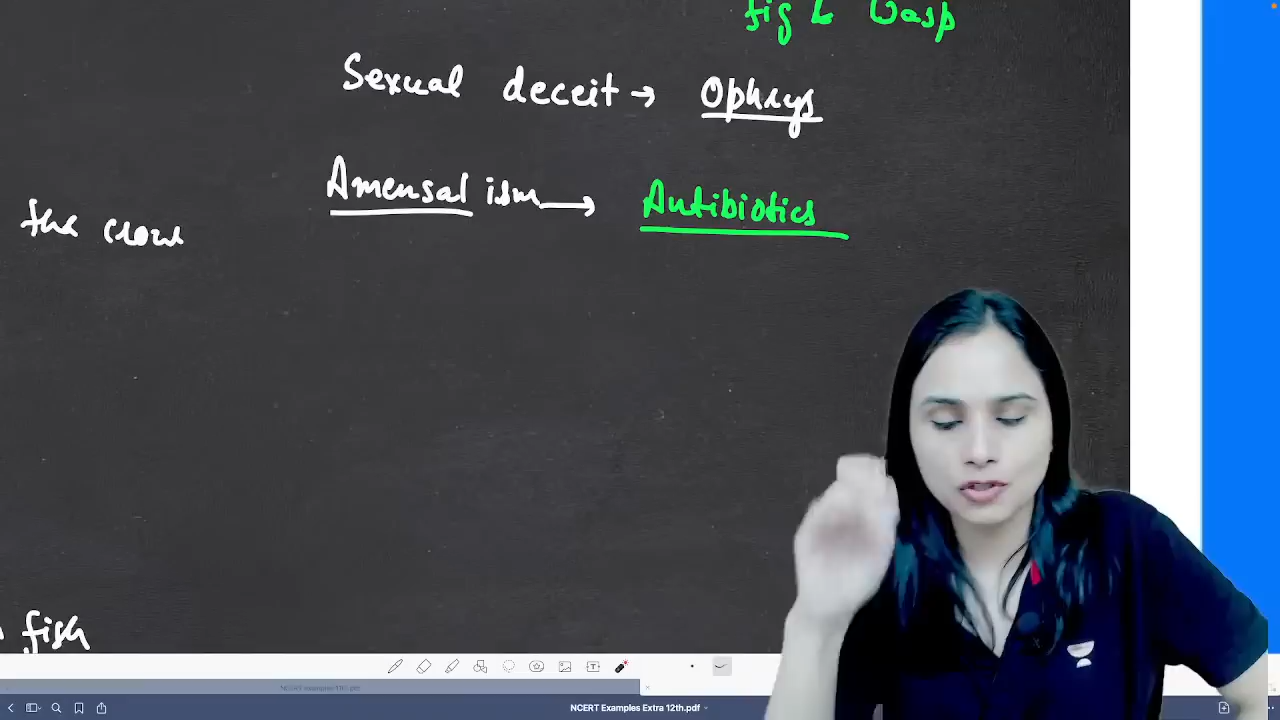 fig & Wasp
Sexual deceit → Ophrys
Amensalism → Antibiotics
the crow
fish
NCERT Examples Extra 12th.pdf